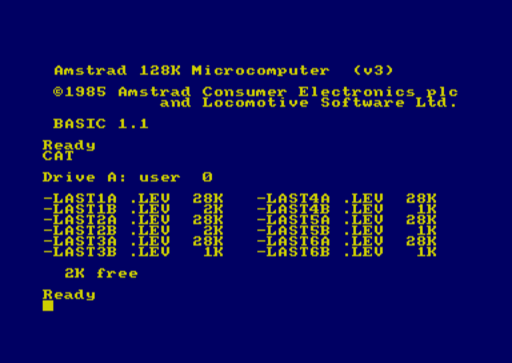 Amstrad 128K Microcomputer  (v3)
©1985 Amstrad Consumer Electronics plc
and Locomotive Software Ltd.
BASIC 1.1
Ready
CAT
Drive A: user  0
-LAST1A .LEV  28K   -LAST4A .LEV  28K
-LAST1B .LEV   2K   -LAST4B .LEV   1K
-LAST2A .LEV  28K   -LAST5A .LEV  28K
-LAST2B .LEV   2K   -LAST5B .LEV   1K
-LAST3A .LEV  28K   -LAST6A .LEV  28K
-LAST3B .LEV   1K   -LAST6B .LEV   1K
2K free
Ready